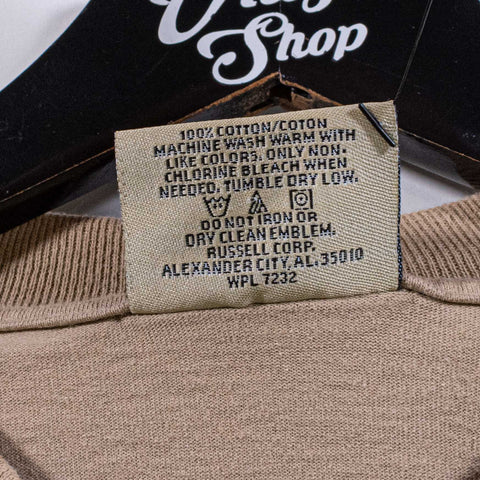 Shop
100% COTTON/COTON
MACHINE WASH WARM WITH
LIKE COLORS. ONLY NON.
CHLORINE BLEACH WHEN
NEEDED. TUMBLE DRY LOW.
DO NOT IRON OR
DRY CLEAN EMBLEM.
RUSSELL CORP.
ALEXANDER CITY, AL. 35010
WPL 7232